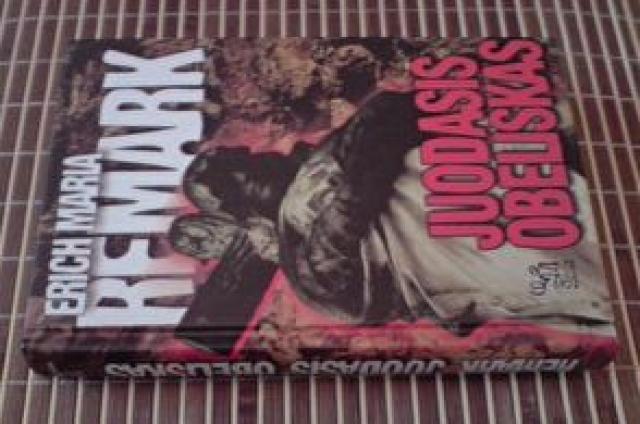 ERICH MARIA
REMARK
JUODASIS
OBELISKAS
REMARK JUODASIS OBELISKAS